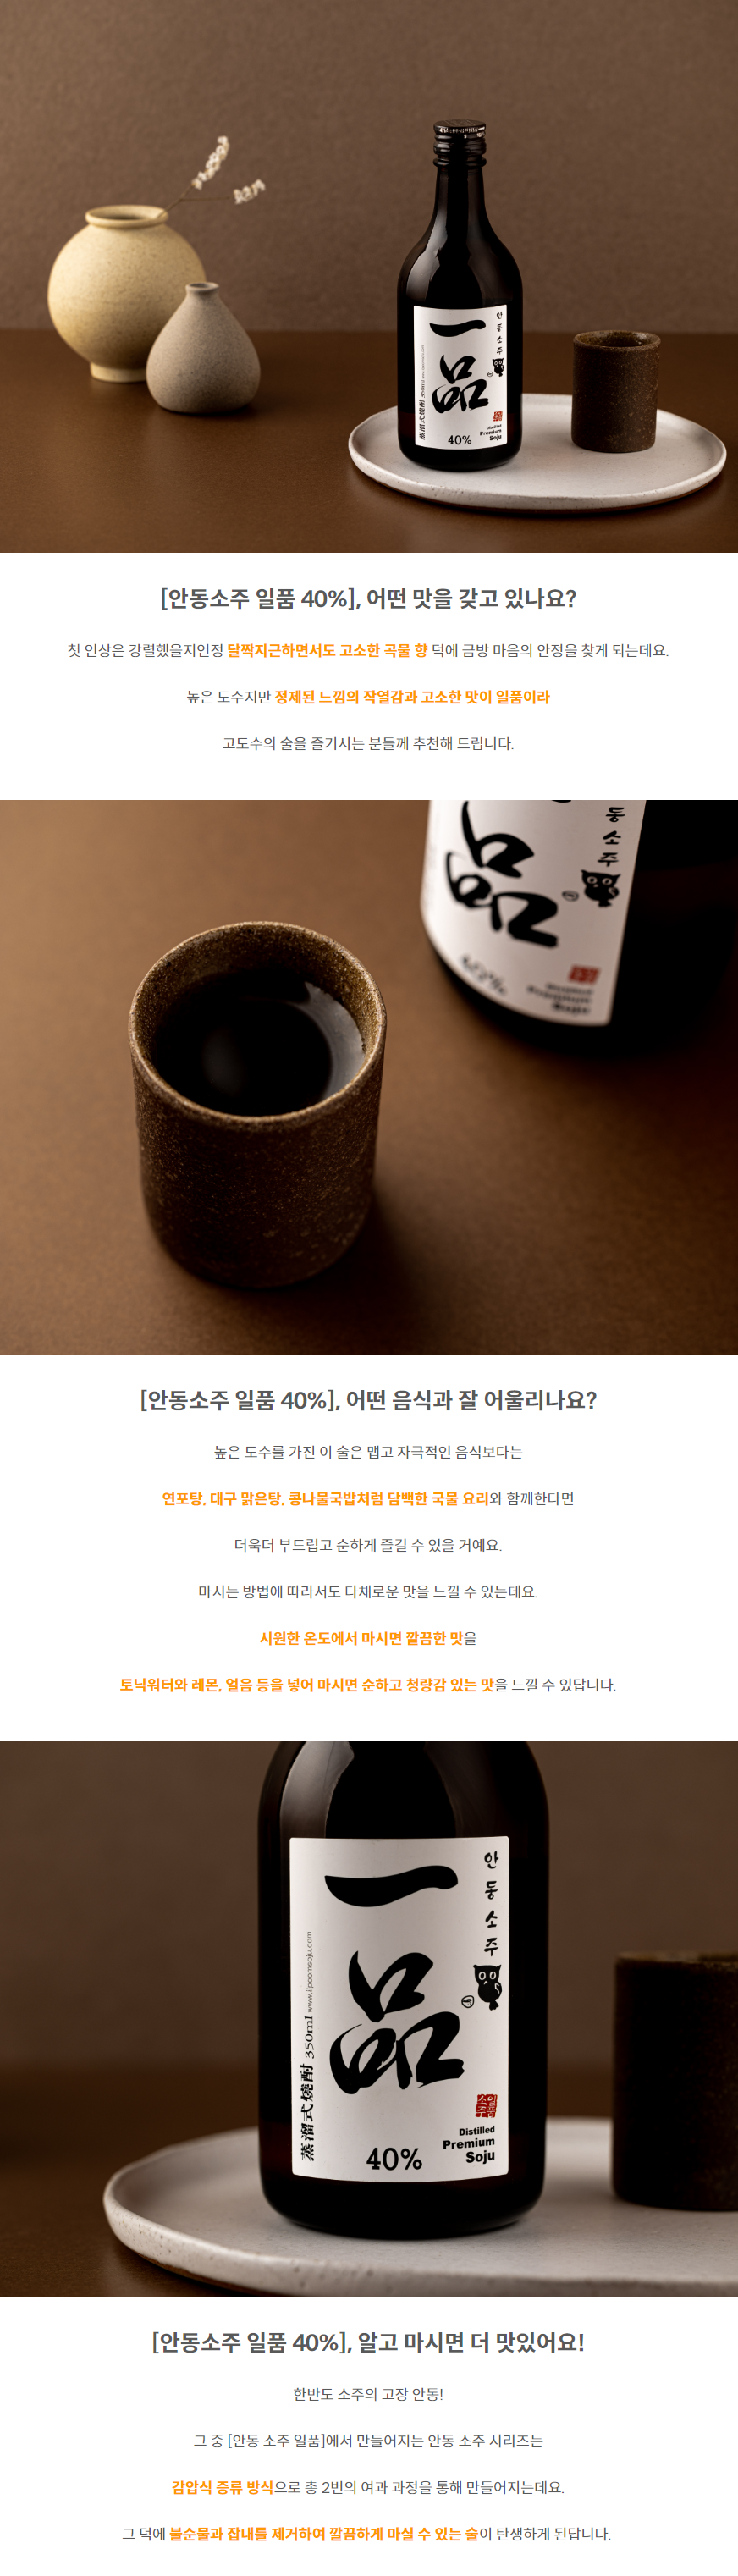 一品
안동소주
蒸溜式燒酎 350ml www.ilpoomsoju.com
40%
Distilled
Premium
Soju
[안동소주 일품 40%], 어떤 맛을 갖고 있나요?
첫 인상은 강렬했을지언정 달짝지근하면서도 고소한 곡물 향 덕에 금방 마음의 안정을 찾게 되는데요.
높은 도수지만 정제된 느낌의 작열감과 고소한 맛이 일품이라
고도수의 술을 즐기시는 분들께 추천해 드립니다.
品
동소주
40%
Distilled
Premium
Soju
[안동소주 일품 40%], 어떤 음식과 잘 어울리나요?
높은 도수를 가진 이 술은 맵고 자극적인 음식보다는
연포탕, 대구 맑은탕, 콩나물국밥처럼 담백한 국물 요리와 함께한다면
더욱더 부드럽고 순하게 즐길 수 있을 거예요.
마시는 방법에 따라서도 다채로운 맛을 느낄 수 있는데요.
시원한 온도에서 마시면 깔끔한 맛을
토닉워터와 레몬, 얼음 등을 넣어 마시면 순하고 청량감 있는 맛을 느낄 수 있답니다.
一品
안동소주
蒸溜式燒酎 350ml www.ilpoomsoju.com
40%
Distilled
Premium
Soju
[안동소주 일품 40%], 알고 마시면 더 맛있어요!
한반도 소주의 고장 안동!
그 중 [안동 소주 일품]에서 만들어지는 안동 소주 시리즈는
감압식 증류 방식으로 총 2번의 여과 과정을 통해 만들어지는데요.
그 덕에 불순물과 잡내를 제거하여 깔끔하게 마실 수 있는 술이 탄생하게 된답니다.